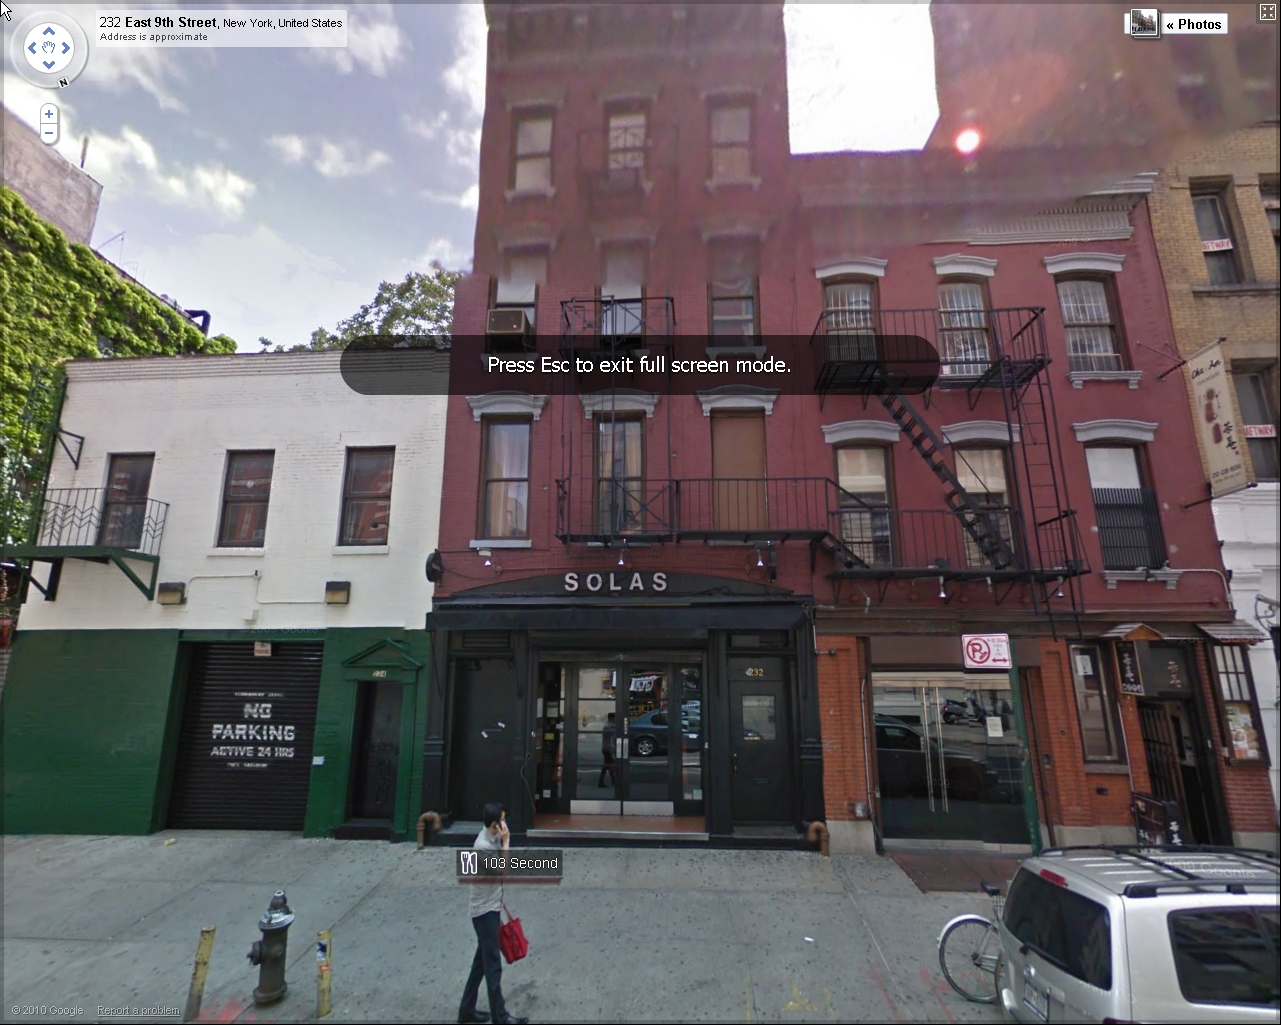 232 East 9th Street, New York, United States
Address is approximate
« Photos
N
Press Esc to exit full screen mode.
SOLAS
232
234
NO
PARKING
ACTIVE 24 HRS
103 Second
© 2010 Google
Report a problem